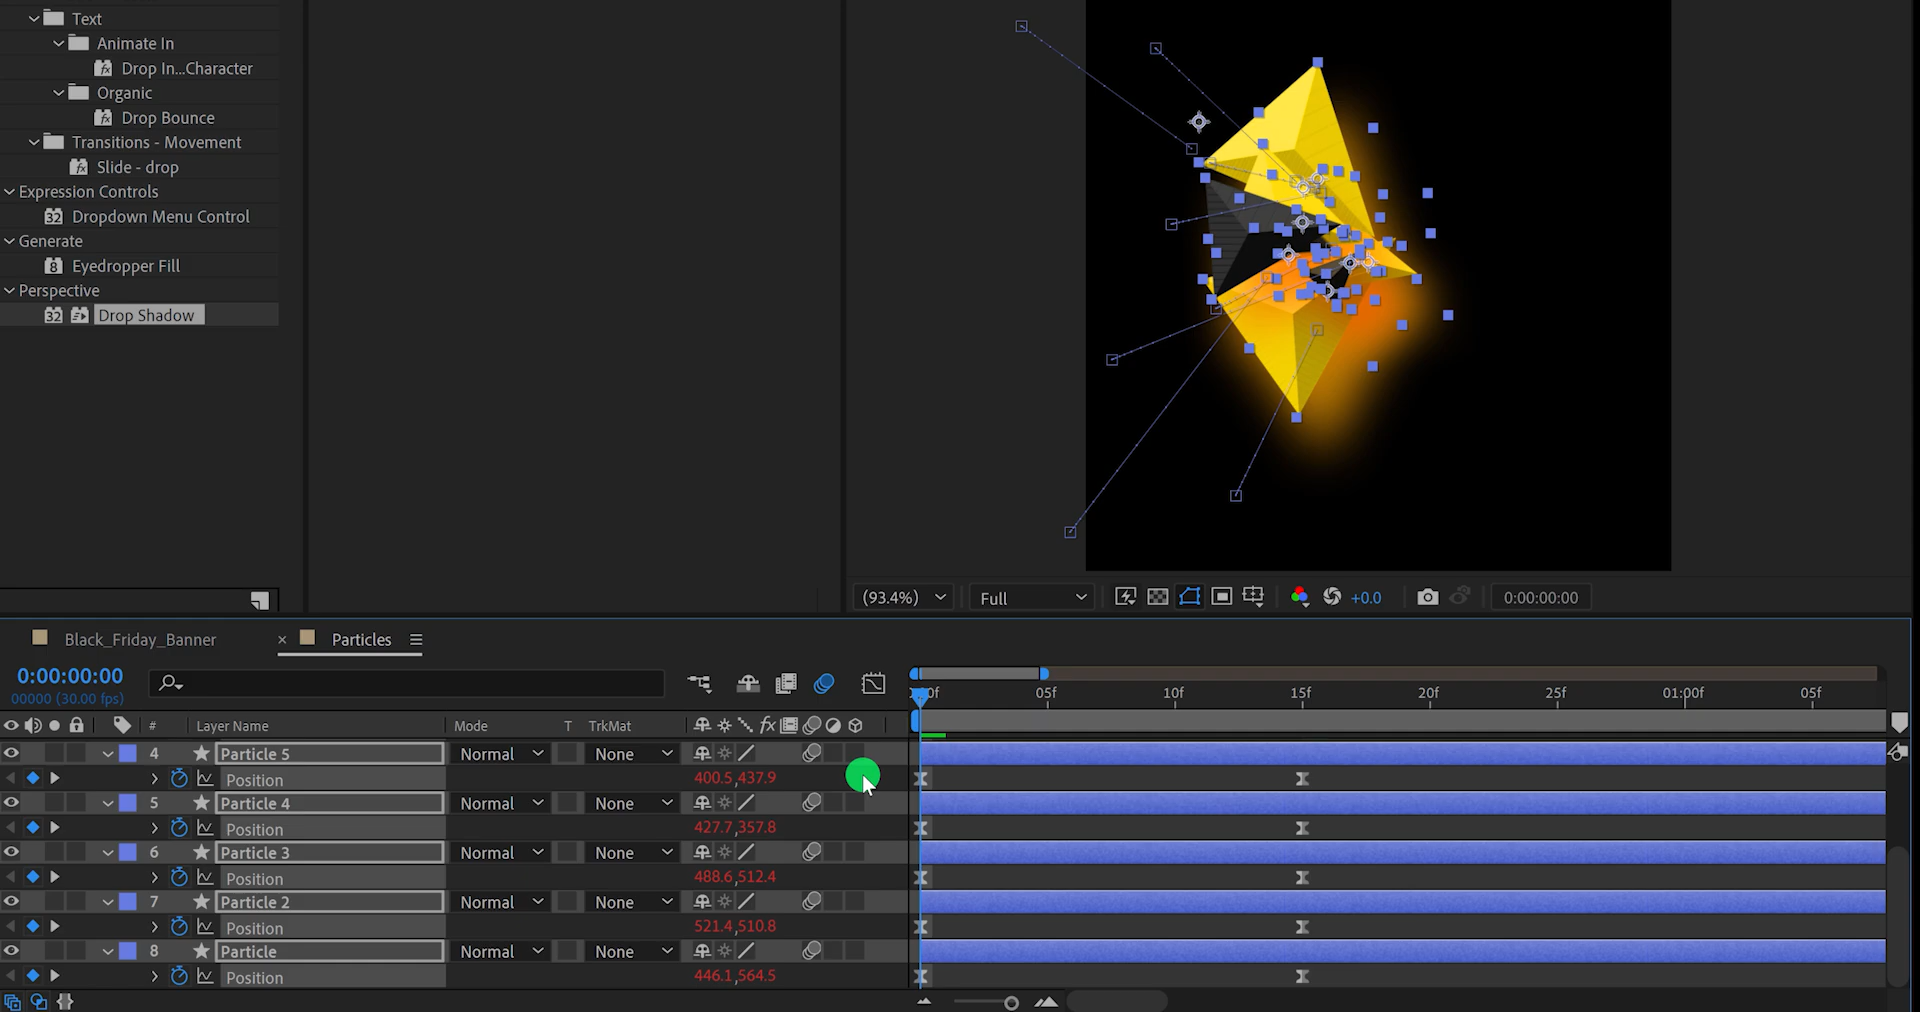 Text
Animate In
Drop In...Character
Organic
Drop Bounce
Transitions - Movement
Slide - drop
Expression Controls
32 Dropdown Menu Control
Generate
8 Eyedropper Fill
Perspective
32 Drop Shadow
(93.4%) Full +0.0 0:00:00:00
Black_Friday_Banner × Particles
0:00:00:00
00000 (30.00 fps)
05f 10f 15f 20f 25f 01:00f 05f
# Layer Name Mode T TrkMat fx
4 Particle 5 Normal None
Position 400.5,437.9
5 Particle 4 Normal None
Position 427.7,357.8
6 Particle 3 Normal None
Position 488.6,512.4
7 Particle 2 Normal None
Position 521.4,510.8
8 Particle Normal None
Position 446.1,564.5